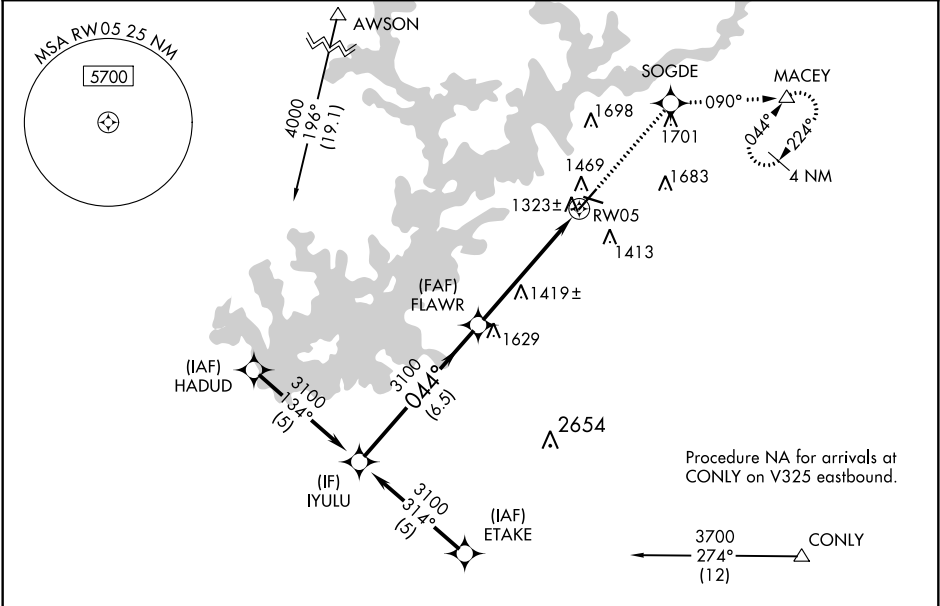 MSA RW05 25 NM
5700
AWSON
4000
196°
(19.1)
SOGDE
MACEY
090°
044°
224°
4 NM
1698
1701
1469
1683
1323±
RW05
1413
(FAF)
FLAWR
1419±
1629
(IAF)
HADUD
3100
134°
(5)
3100
044°
(6.5)
2654
(IF)
IYULU
3100
314°
(5)
(IAF)
ETAKE
Procedure NA for arrivals at
CONLY on V325 eastbound.
3700
274°
(12)
CONLY